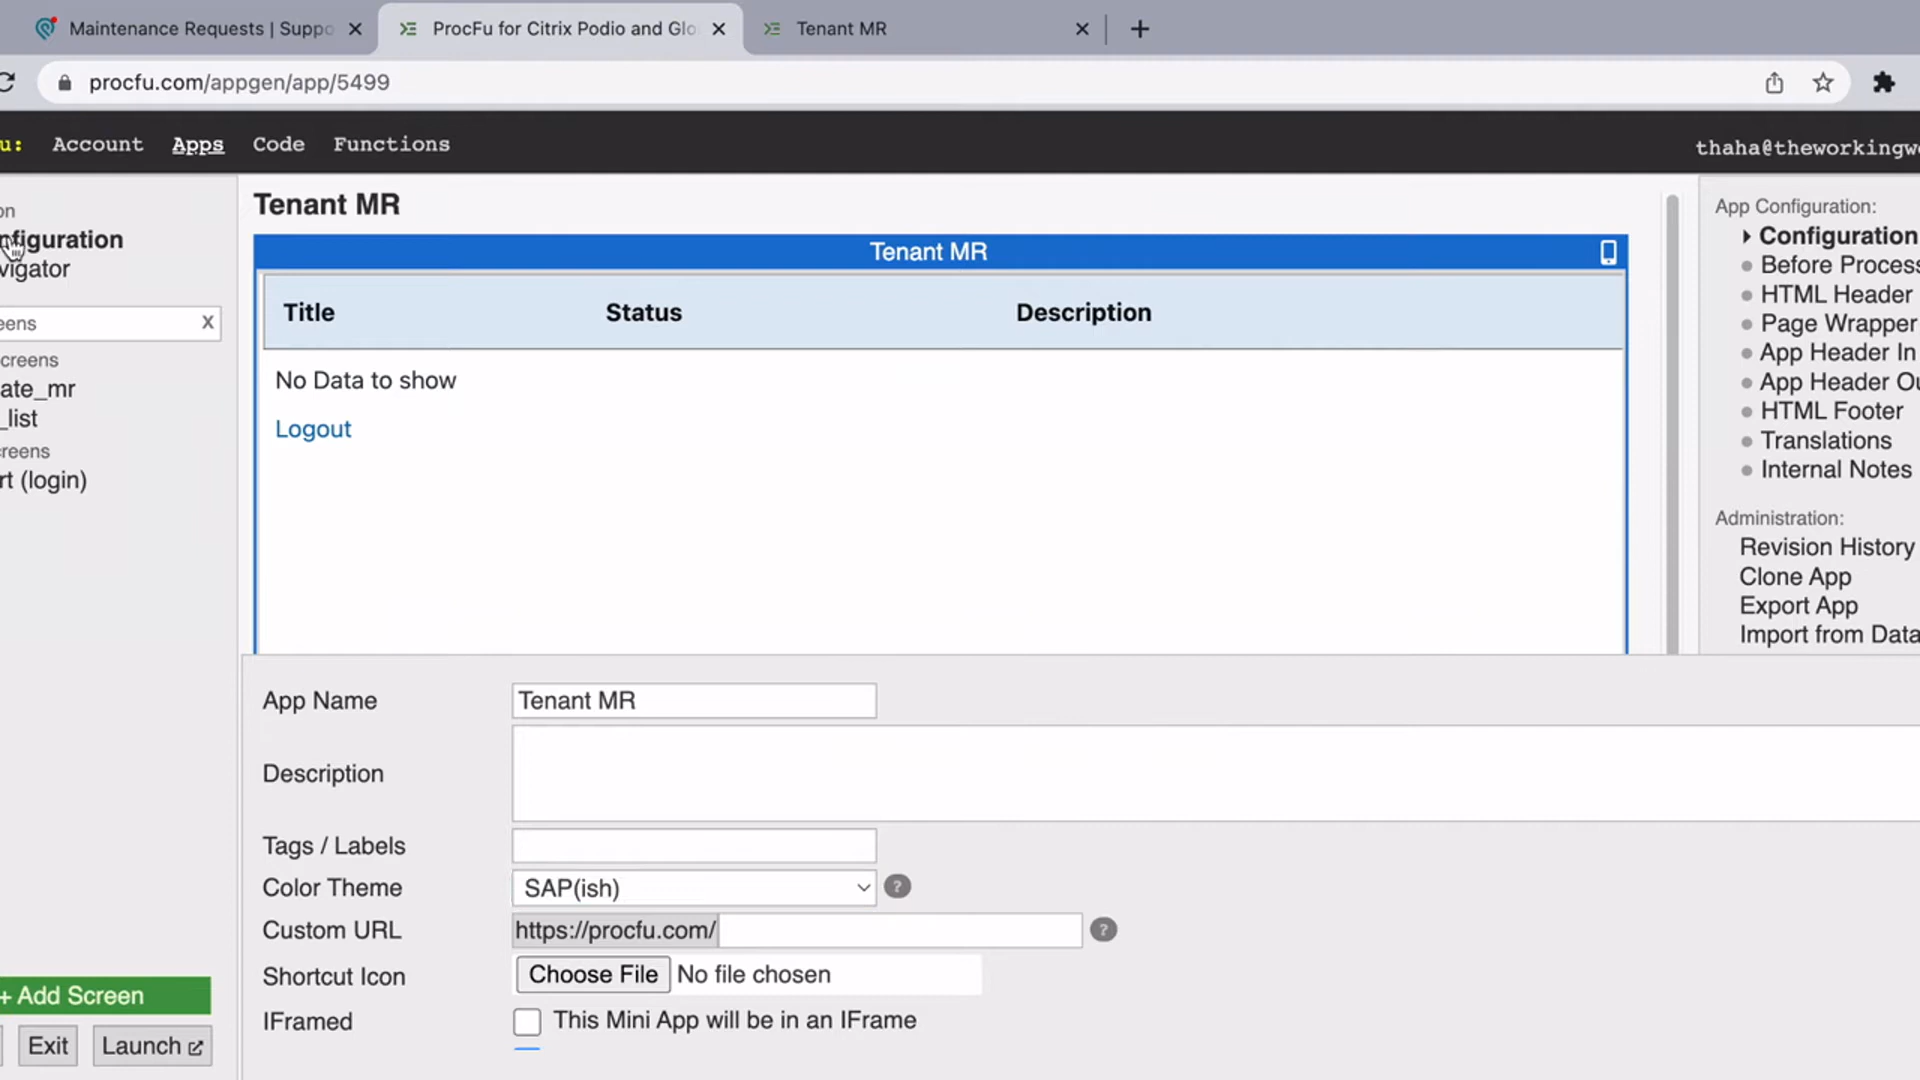 Maintenance Requests | Suppo
ProcFu for Citrix Podio and Glo
Tenant MR
procfu.com/appgen/app/5499
u:
Account
Apps
Code
Functions
thaha@theworkingwe
on
nfiguration
vigator
eens
X
creens
ate_mr
_list
creens
rt (login)
+ Add Screen
Exit
Launch
Tenant MR
Tenant MR
Title
Status
Description
No Data to show
Logout
App Name
Tenant MR
Description
Tags / Labels
Color Theme
SAP(ish)
?
Custom URL
https://procfu.com/
?
Shortcut Icon
Choose File
No file chosen
IFramed
This Mini App will be in an IFrame
App Configuration:
Configuration
Before Process
HTML Header
Page Wrapper
App Header In
App Header Ou
HTML Footer
Translations
Internal Notes
Administration:
Revision History
Clone App
Export App
Import from Data